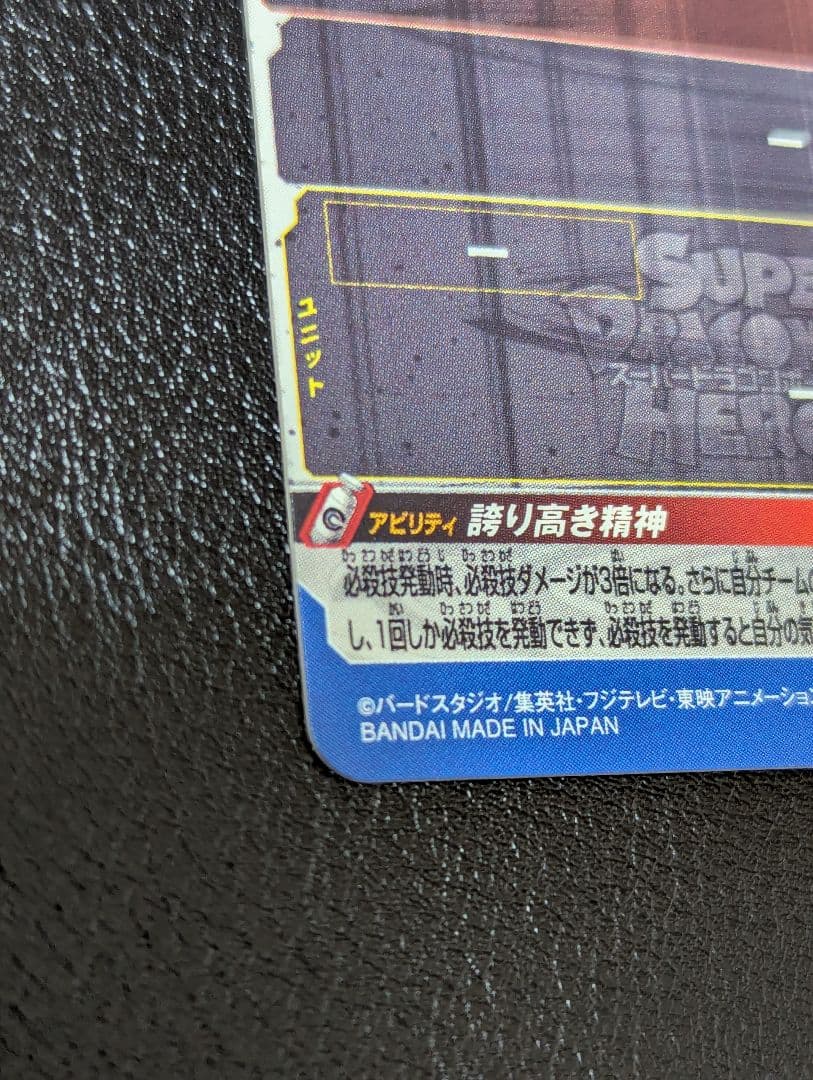 ユニット
SUPE
DRAGON
スーパードラゴンボー
HERO
アビリティ 誇り高き精神
必殺技発動時、必殺技ダメージが3倍になる。さらに自分チームの
し、1回しか必殺技を発動できず、必殺技を発動すると自分の気
©バードスタジオ/集英社・フジテレビ・東映アニメーション
BANDAI MADE IN JAPAN